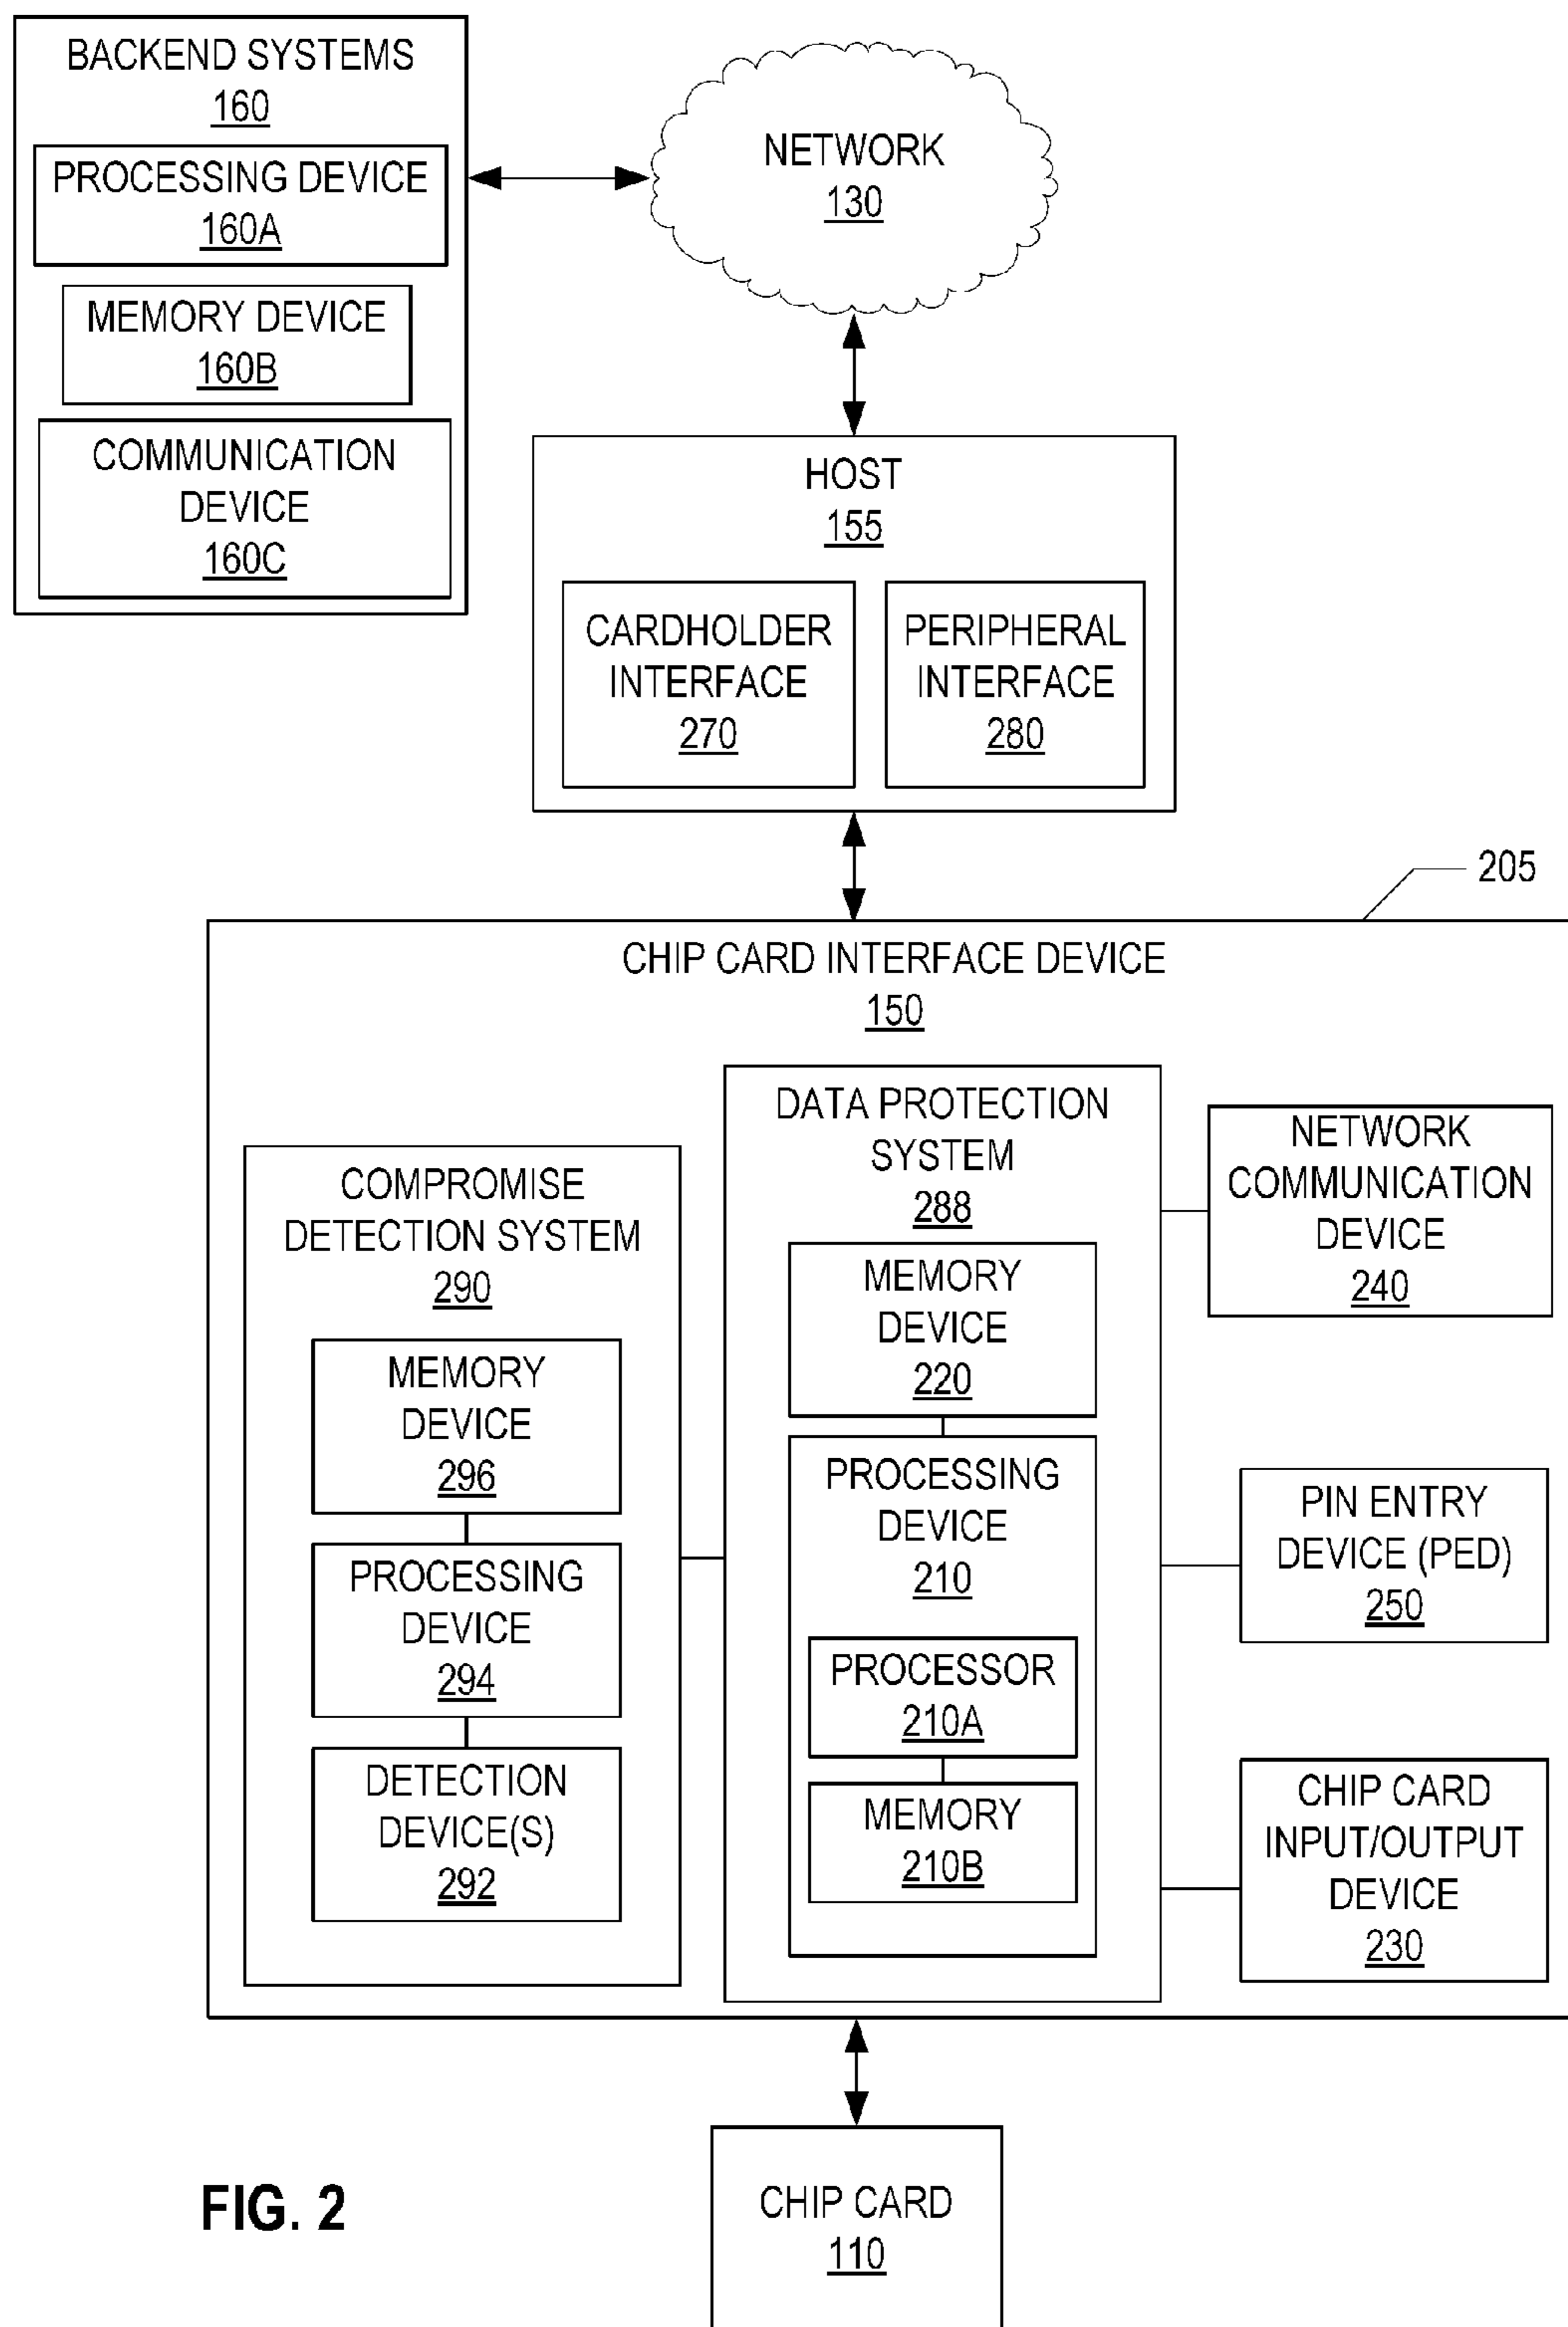 BACKEND SYSTEMS
160
PROCESSING DEVICE
160A
MEMORY DEVICE
160B
COMMUNICATION
DEVICE
160C
NETWORK
130
HOST
155
CARDHOLDER
INTERFACE
270
PERIPHERAL
INTERFACE
280
205
CHIP CARD INTERFACE DEVICE
150
COMPROMISE
DETECTION SYSTEM
290
MEMORY
DEVICE
296
PROCESSING
DEVICE
294
DETECTION
DEVICE(S)
292
DATA PROTECTION
SYSTEM
288
MEMORY
DEVICE
220
PROCESSING
DEVICE
210
PROCESSOR
210A
MEMORY
210B
NETWORK
COMMUNICATION
DEVICE
240
PIN ENTRY
DEVICE (PED)
250
CHIP CARD
INPUT/OUTPUT
DEVICE
230
CHIP CARD
110
FIG. 2